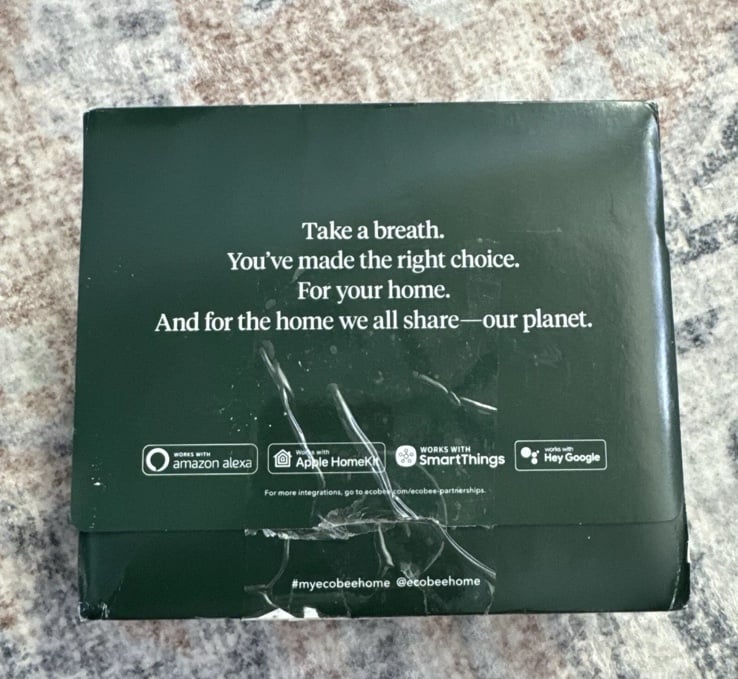 Take a breath.
You've made the right choice.
For your home.
And for the home we all share—our planet.
WORKS WITH
amazon alexa
Works with
Apple HomeKit
WORKS WITH
SmartThings
works with
Hey Google
For more integrations, go to ecobee.com/ecobee-partnerships.
#myecobeehome @ecobeehome